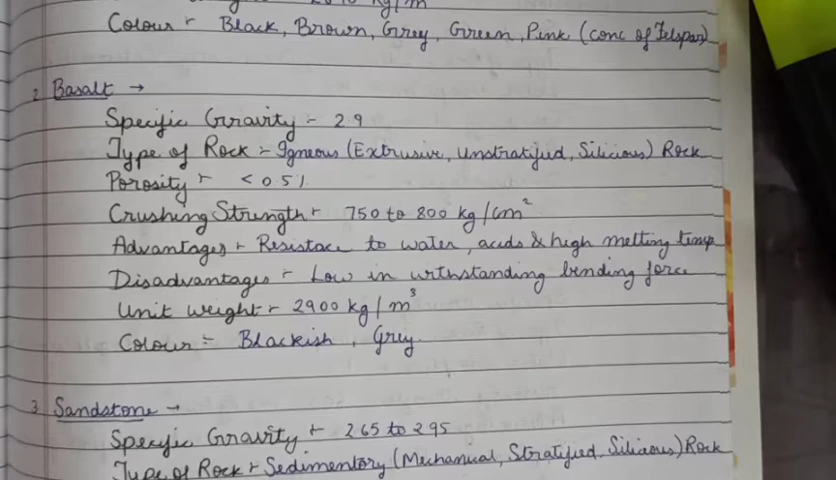 kg/m
Colour :- Black, Brown, Grey, Green, Pink (conc of Felspar)
2. Basalt →
Specific Gravity :- 2.9
Type of Rock :- Igneous (Extrusive, Unstratified, Silicious) Rock
Porosity :- < 0.5%
Crushing Strength :- 750 to 800 kg/cm²
Advantages :- Resistace to water, acids & high melting temp
Disadvantages :- Low in withstanding bending force
Unit weight :- 2900 kg/m³
Colour :- Blackish, Grey.
3. Sandstone →
Specific Gravity :- 2.65 to 2.95
Type of Rock :- Sedimentory (Mechanical, Stratified, Silicious) Rock